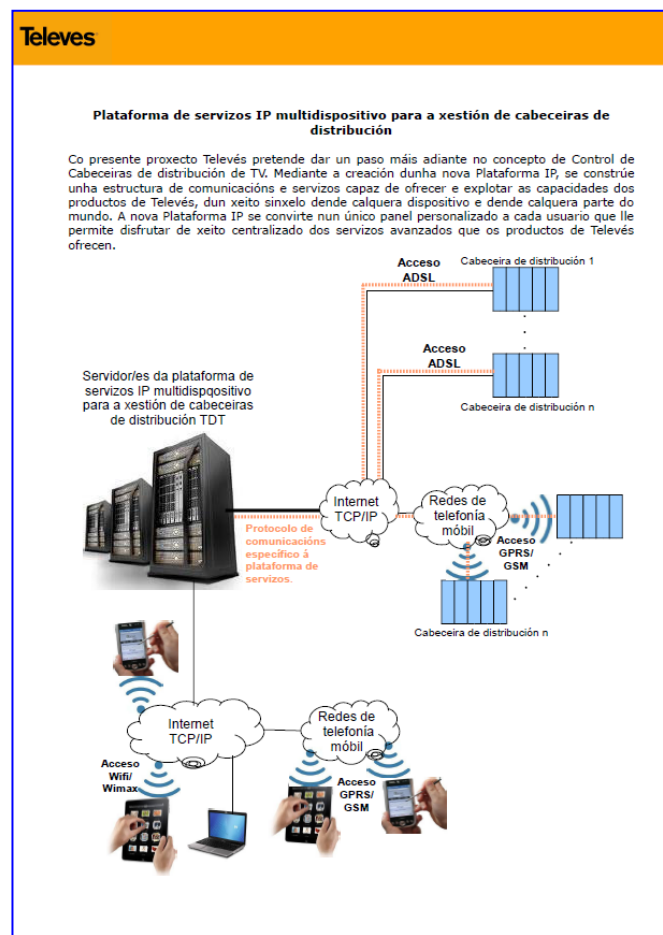 Televes
Plataforma de servizos IP multidispositivo para a xestión de cabeceiras de
distribución
Co presente proxecto Televés pretende dar un paso máis adiante no concepto de Control de
Cabeceiras de distribución de TV. Mediante a creación dunha nova Plataforma IP, se constrúe
unha estructura de comunicacións e servizos capaz de ofrecer e explotar as capacidades dos
productos de Televés, dun xeito sinxelo dende calquera dispositivo e dende calquera parte do
mundo. A nova Plataforma IP se convirte nun único panel personalizado a cada usuario que lle
permite disfrutar de xeito centralizado dos servizos avanzados que os productos de Televés
ofrecen.
Acceso
ADSL
Cabeceira de distribución 1
Acceso
ADSL
Cabeceira de distribución n
Servidor/es da plataforma de
servizos IP multidispqositivo
para a xestión de cabeceiras
de distribución TDT
Internet
TCP/IP
Redes de
telefonía
móbil
Protocolo de
comunicacións
específico á
plataforma de
servizos.
Acceso
GPRS/
GSM
Cabeceira de distribución n
Internet
TCP/IP
Redes de
telefonía
móbil
Acceso
Wifi/
Wimax
Acceso
GPRS/
GSM